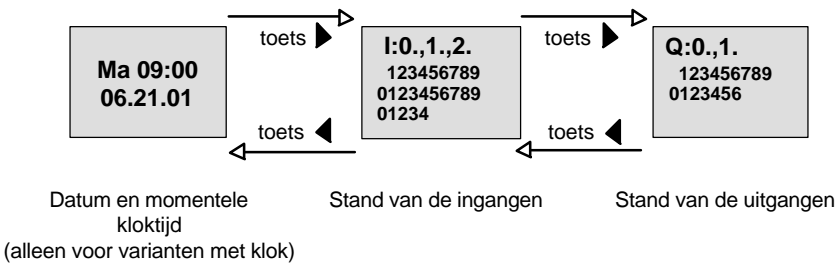 toets
toets
Ma 09:00
06.21.01
I:0.,1.,2.
123456789
0123456789
01234
Q:0.,1.
123456789
0123456
toets
toets
Datum en momentele
kloktijd
(alleen voor varianten met klok)
Stand van de ingangen
Stand van de uitgangen